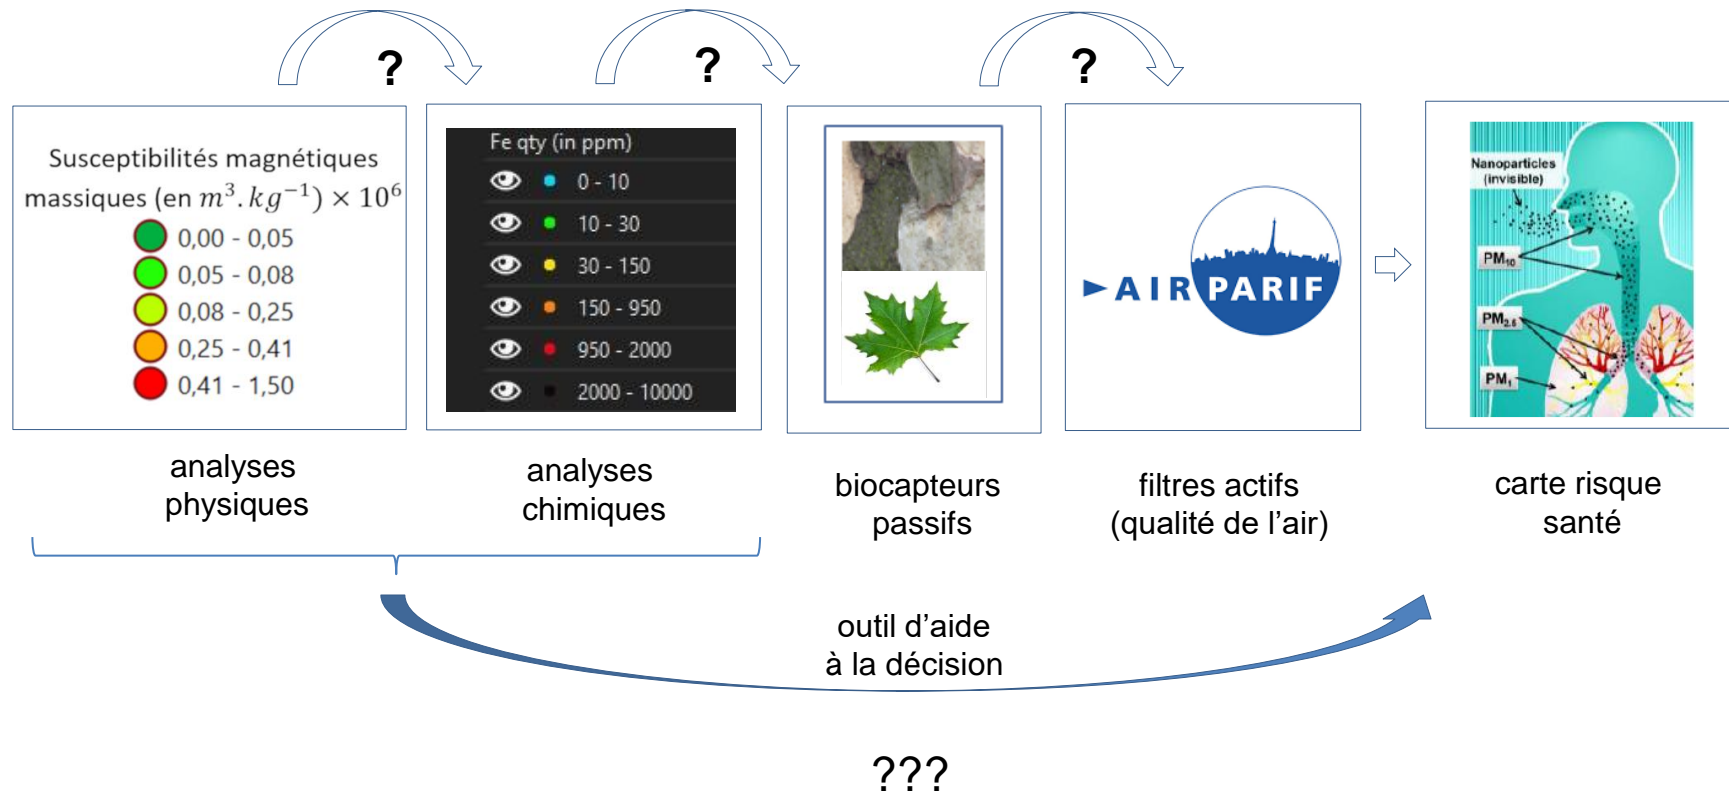 ?
?
?
Susceptibilités magnétiques
massiques (en m³.kg⁻¹) × 10⁶
0,00 - 0,05
0,05 - 0,08
0,08 - 0,25
0,25 - 0,41
0,41 - 1,50
Fe qty (in ppm)
0 - 10
10 - 30
30 - 150
150 - 950
950 - 2000
2000 - 10000
AIRPARIF
Nanoparticles
(invisible)
PM₁₀
PM₂.₅
PM₁
analyses
physiques
analyses
chimiques
biocapteurs
passifs
filtres actifs
(qualité de l’air)
carte risque
santé
outil d’aide
à la décision
???